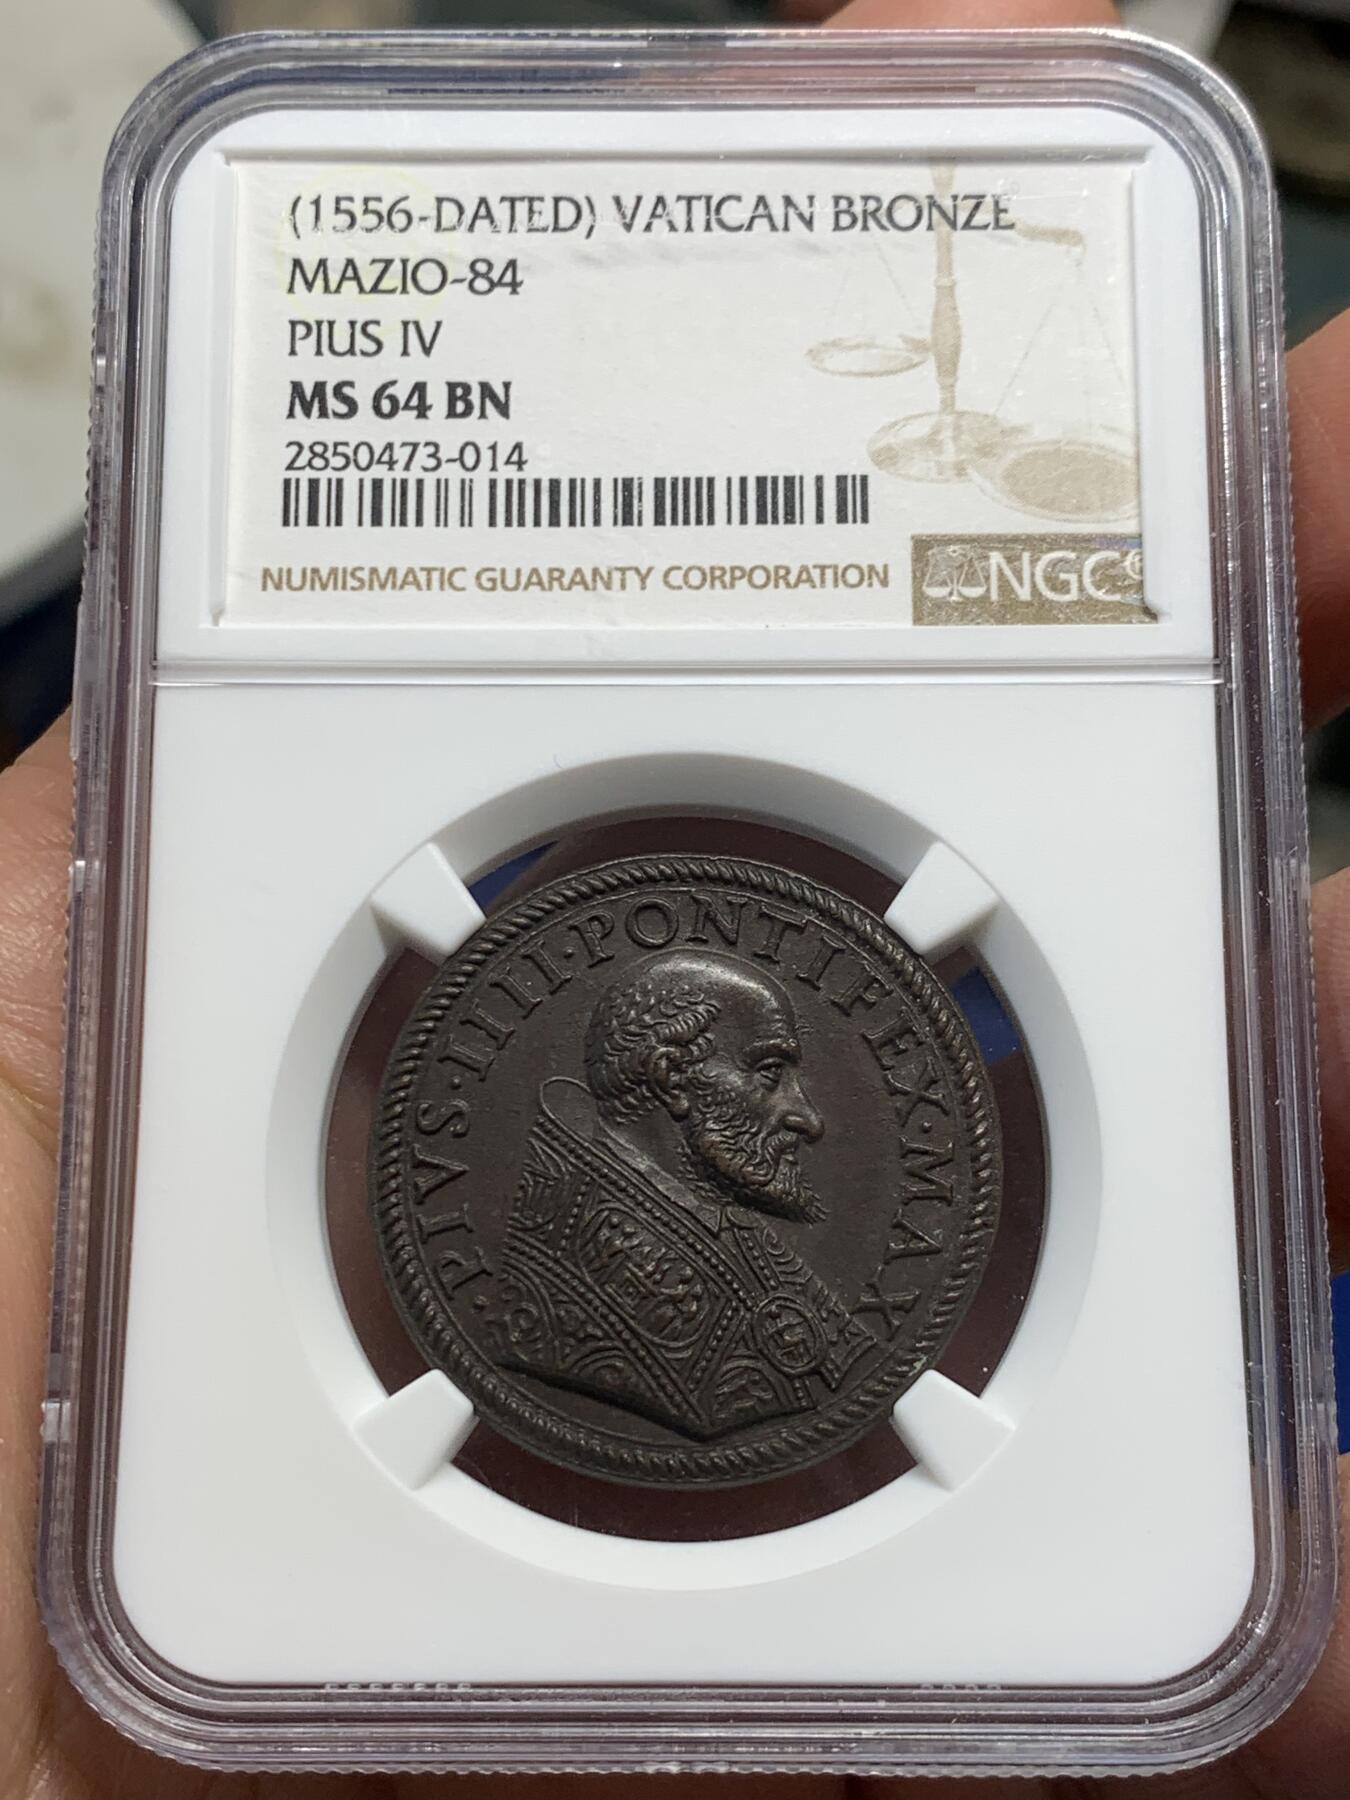 (1556-DATED) VATICAN BRONZE
MAZIO-84
PIUS IV
MS 64 BN
2850473-014
NUMISMATIC GUARANTY CORPORATION
NGC
·PIVS·IIII·PONTIFEX·MAX